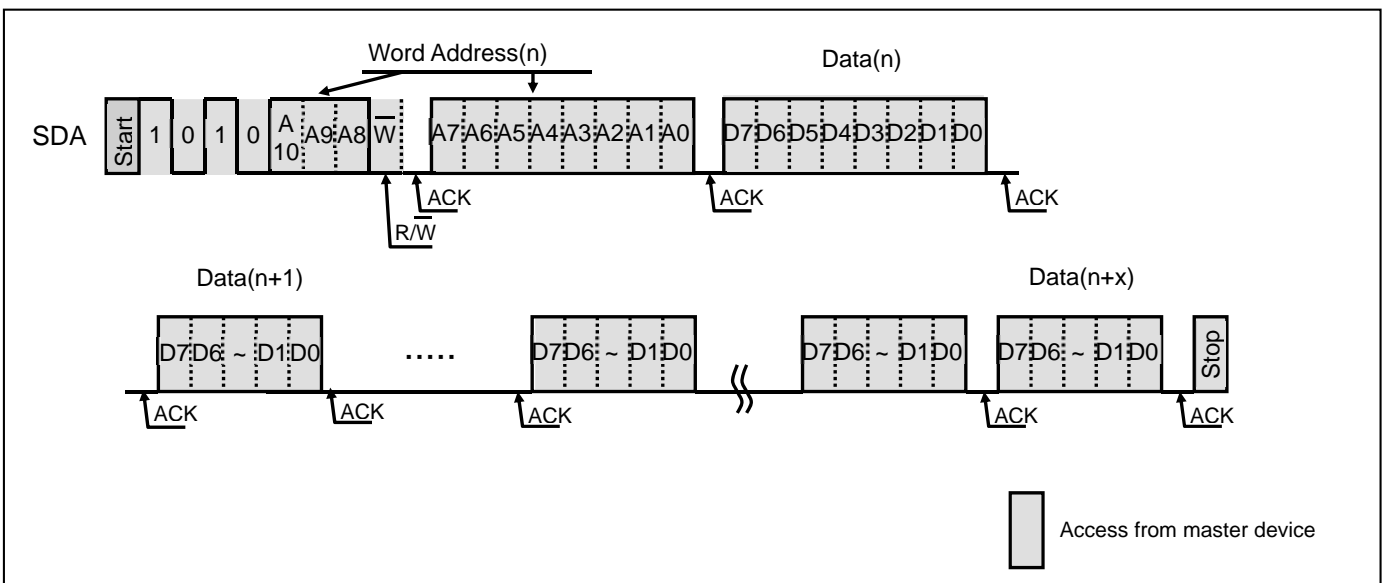 Word Address(n)
Data(n)
SDA Start 1 0 1 0 A10 A9 A8 W̅ A7 A6 A5 A4 A3 A2 A1 A0 D7 D6 D5 D4 D3 D2 D1 D0
ACK ACK ACK
R/W̅
Data(n+1) Data(n+x)
D7 D6 ~ D1 D0 ..... D7 D6 ~ D1 D0 D7 D6 ~ D1 D0 D7 D6 ~ D1 D0 Stop
ACK ACK ACK ACK ACK
Access from master device